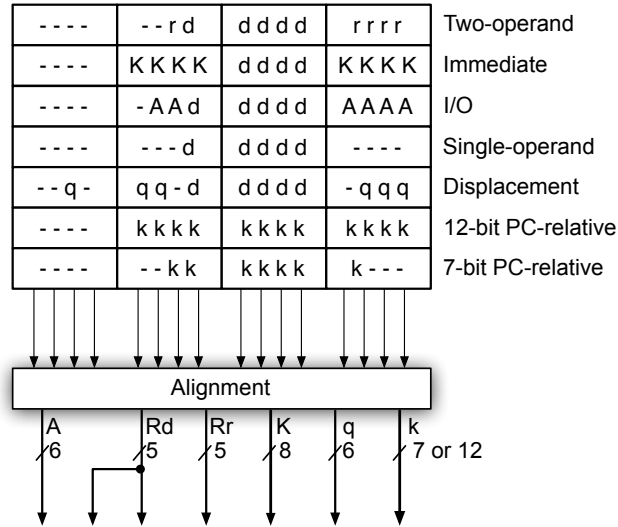 - - - - - - r d d d d d r r r r Two-operand
- - - - K K K K d d d d K K K K Immediate
- - - - - A A d d d d d A A A A I/O
- - - - - - - d d d d d - - - - Single-operand
- - q - q q - d d d d d - q q q Displacement
- - - - k k k k k k k k k k k k 12-bit PC-relative
- - - - - - k k k k k k k - - - 7-bit PC-relative
Alignment
A Rd Rr K q k
6 5 5 8 6 7 or 12